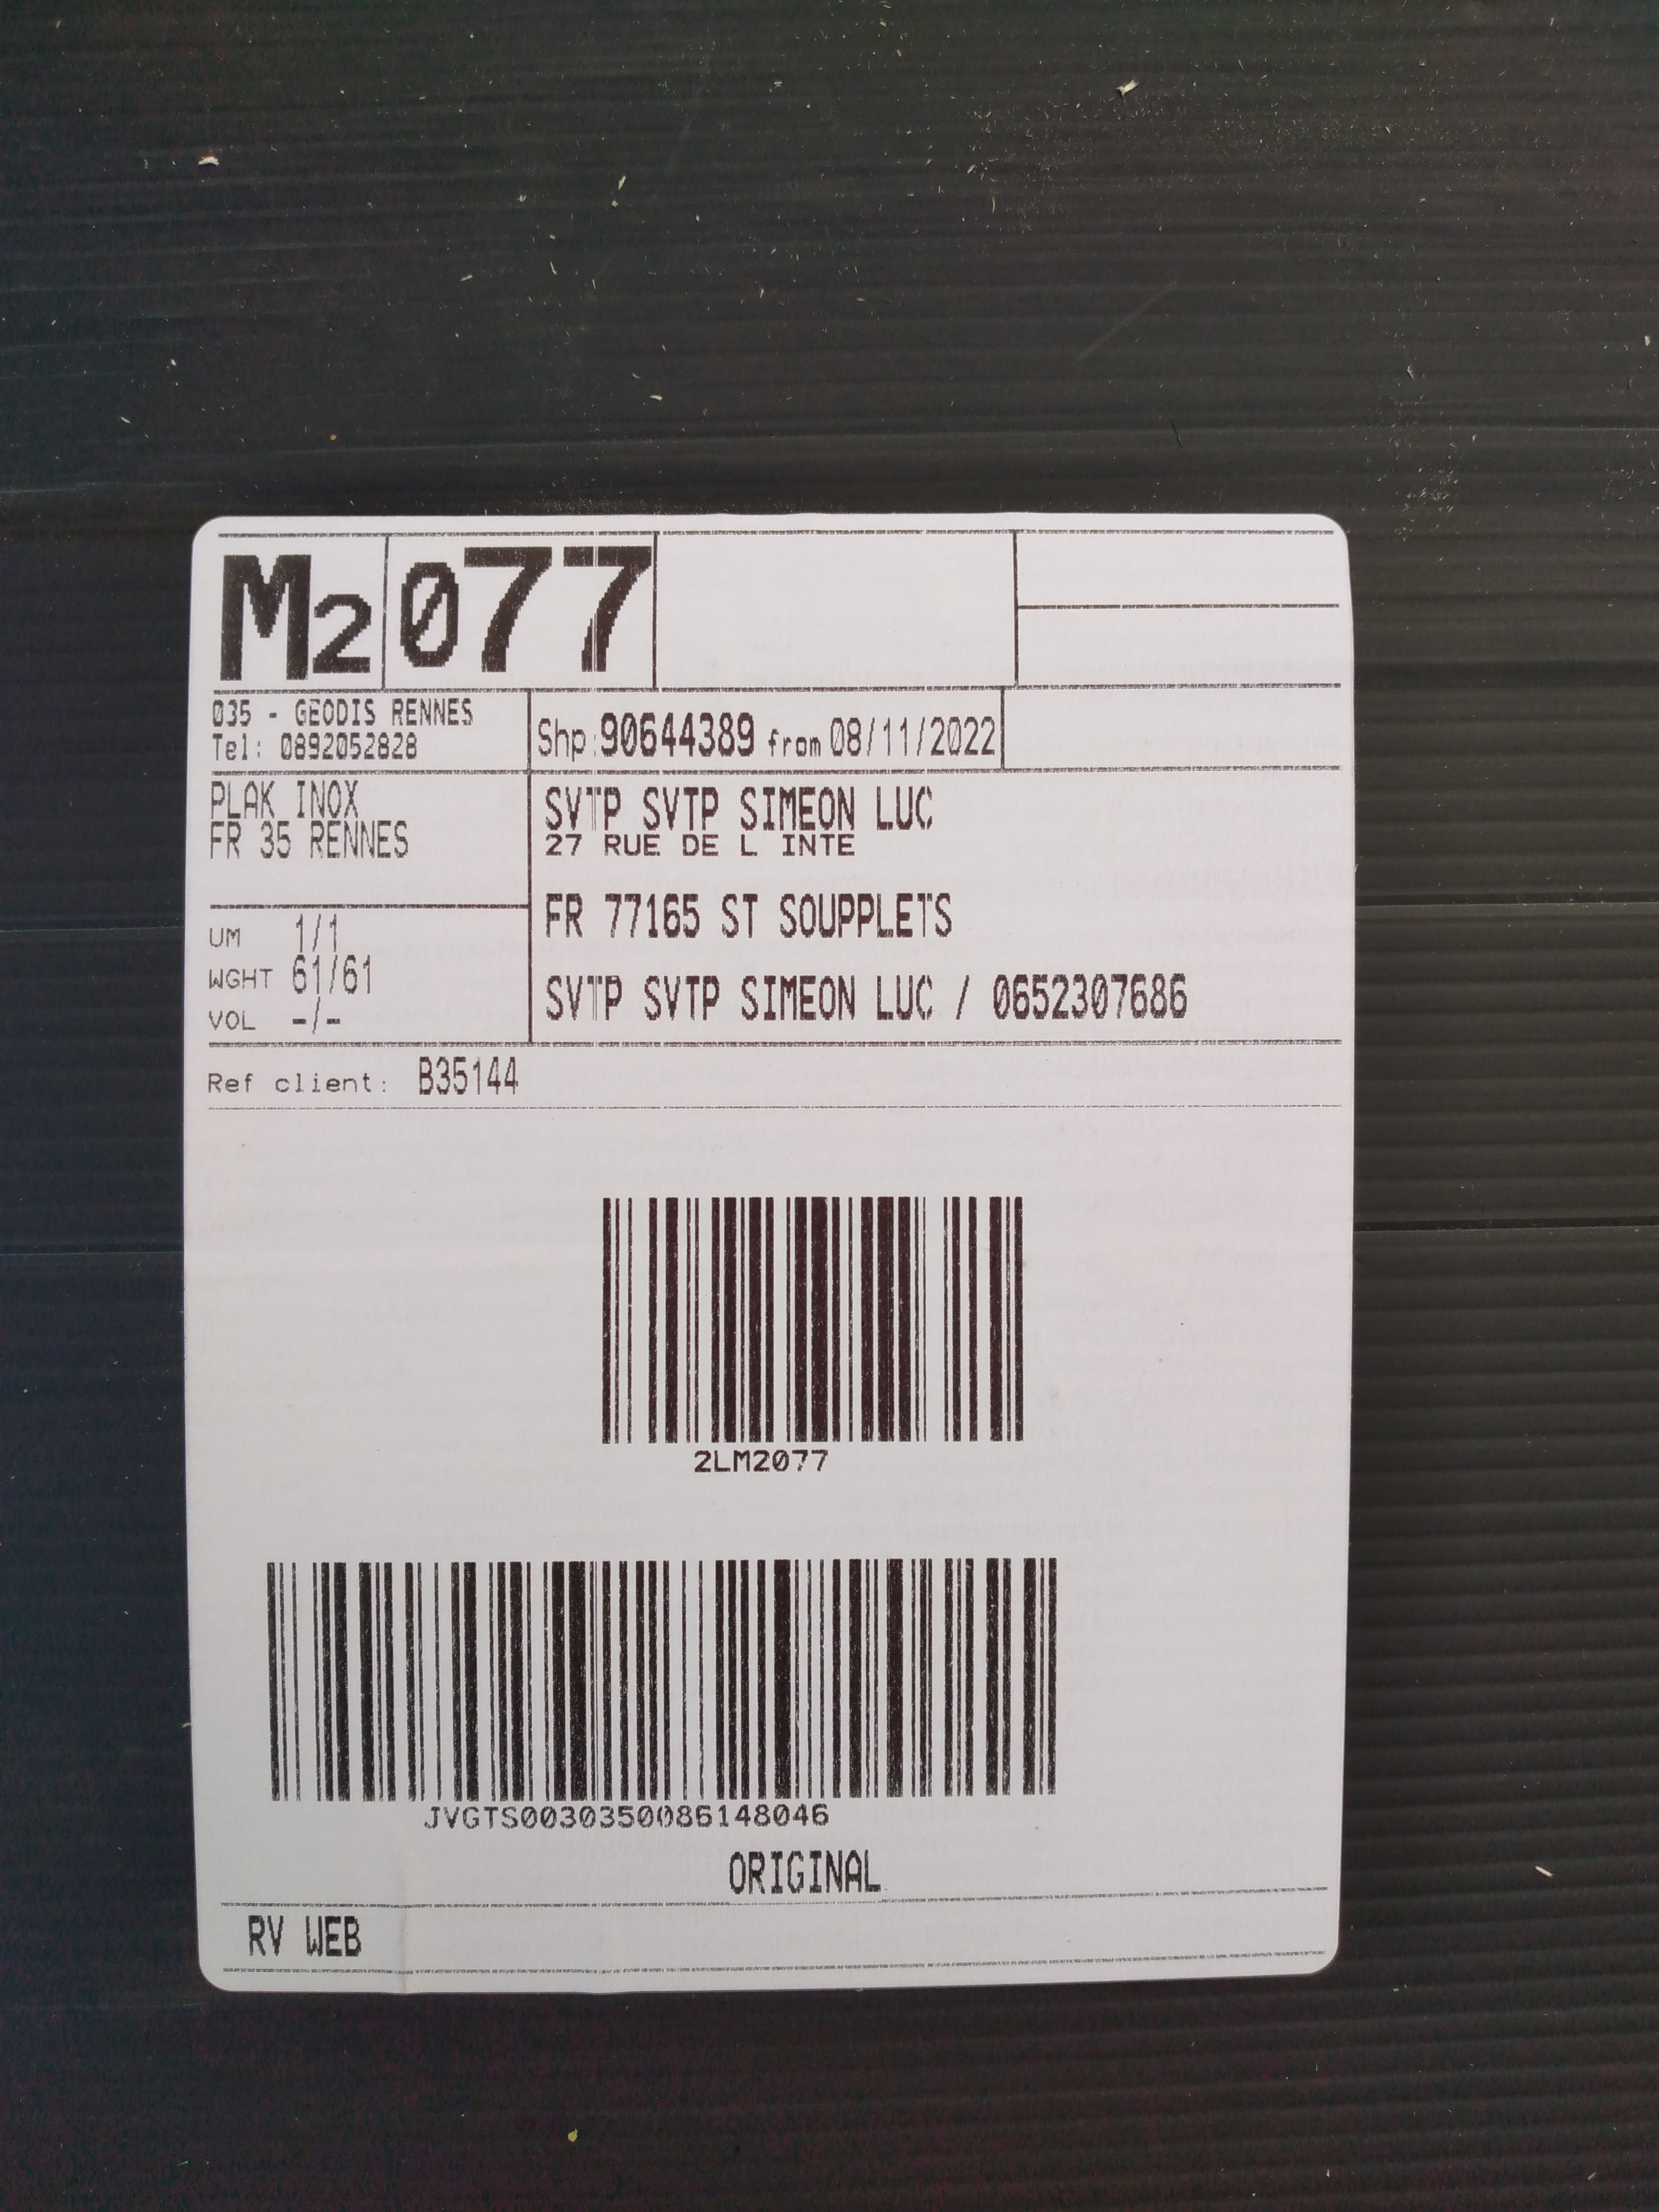 M2 077
035 - GEODIS RENNES
Tel: 0892052828
Shp:90644389 from 08/11/2022
PLAK INOX
FR 35 RENNES
SVTP SVTP SIMEON LUC
27 RUE DE L INTE
FR 77165 ST SOUPPLETS
SVTP SVTP SIMEON LUC / 0652307686
UM 1/1
WGHT 61/61
VOL -/-
Ref client: B35144
2LM2077
JVGTS0030350086148046
ORIGINAL
RV WEB